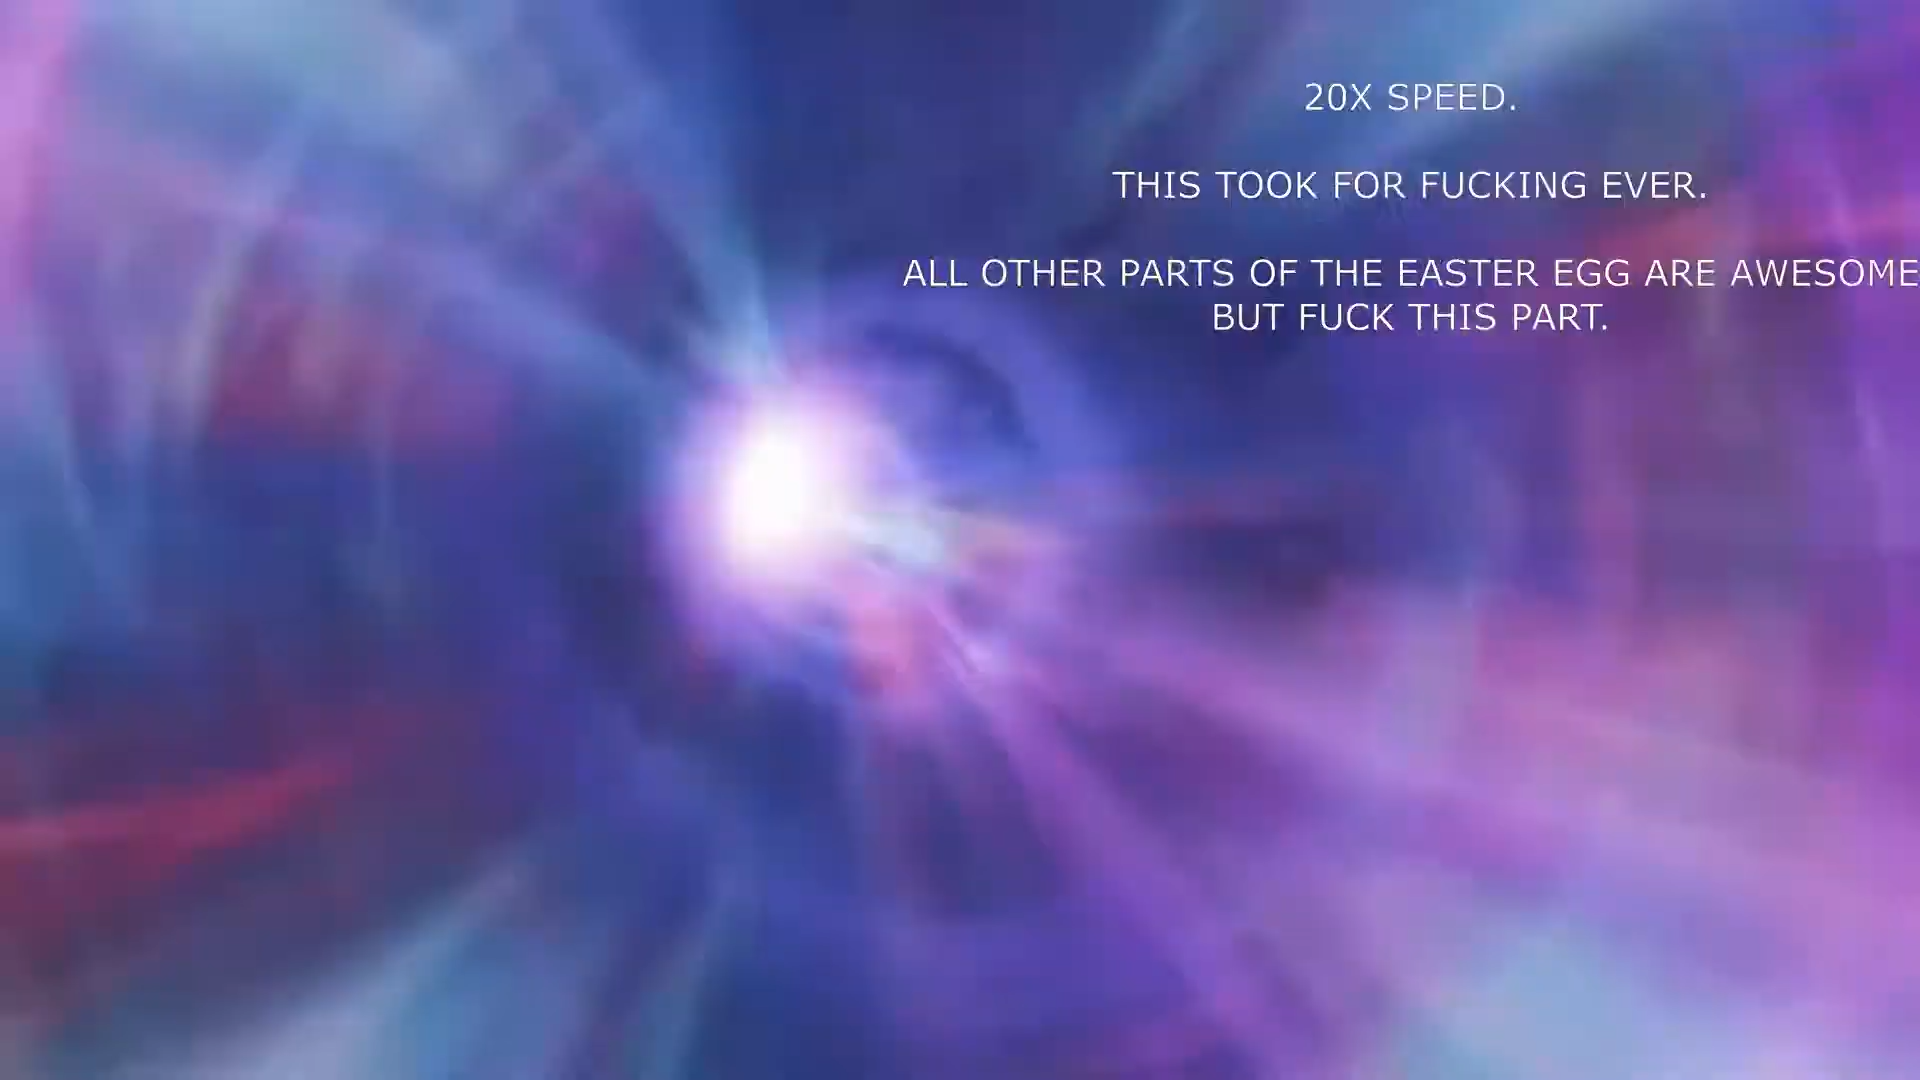 20X SPEED.
THIS TOOK FOR FUCKING EVER.
ALL OTHER PARTS OF THE EASTER EGG ARE AWESOME
BUT FUCK THIS PART.